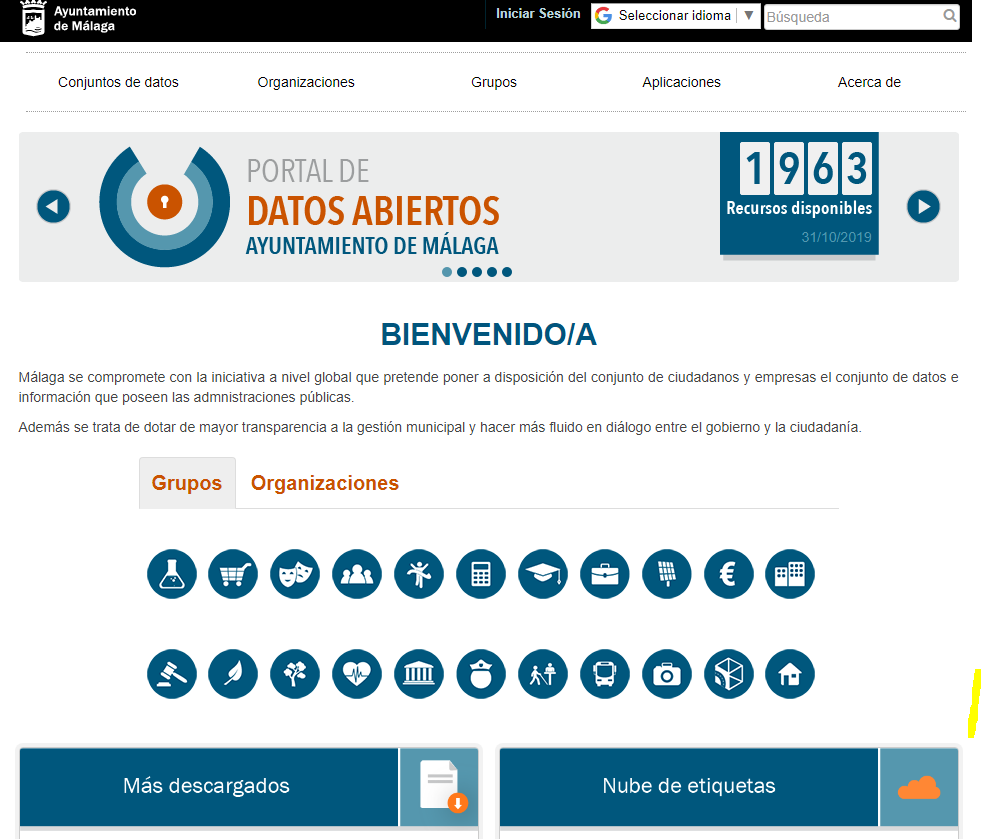 Ayuntamiento
de Málaga
Iniciar Sesión
Seleccionar idioma
Búsqueda
Conjuntos de datos
Organizaciones
Grupos
Aplicaciones
Acerca de
PORTAL DE
DATOS ABIERTOS
AYUNTAMIENTO DE MÁLAGA
1963
Recursos disponibles
31/10/2019
BIENVENIDO/A
Málaga se compromete con la iniciativa a nivel global que pretende poner a disposición del conjunto de ciudadanos y empresas el conjunto de datos e
información que poseen las admnistraciones públicas.
Además se trata de dotar de mayor transparencia a la gestión municipal y hacer más fluido en diálogo entre el gobierno y la ciudadanía.
Grupos
Organizaciones
Más descargados
Nube de etiquetas